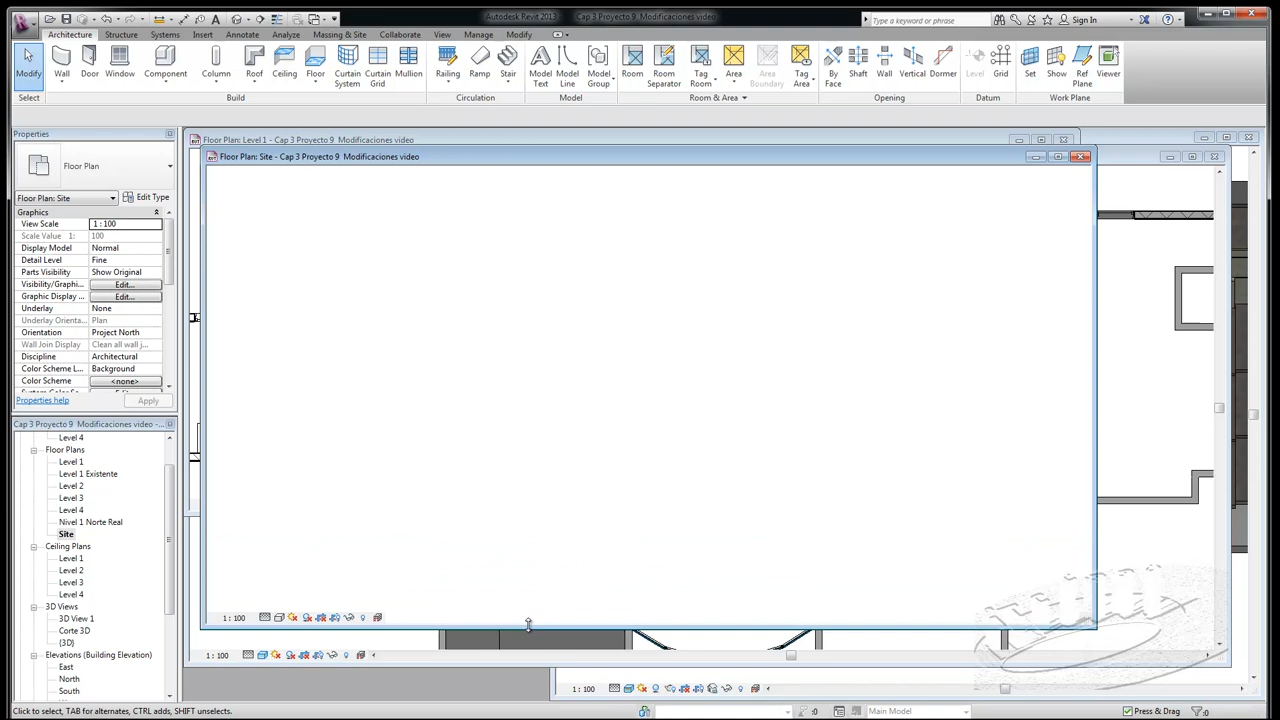 Autodesk Revit 2013 Cap 3 Proyecto 9 Modificaciones video
Type a keyword or phrase
Sign In
Architecture Structure Systems Insert Annotate Analyze Massing & Site Collaborate View Manage Modify
Modify Wall Door Window Component Column Roof Ceiling Floor Curtain System Curtain Grid Mullion Railing Ramp Stair Model Text Model Line Model Group Room Room Separator Tag Room Area Area Boundary Tag Area By Face Shaft Wall Vertical Dormer Level Grid Set Show Ref Plane Viewer
Select Build Circulation Model Room & Area Opening Datum Work Plane
Properties
Floor Plan: Level 1 - Cap 3 Proyecto 9 Modificaciones video
Floor Plan: Site - Cap 3 Proyecto 9 Modificaciones video
Floor Plan
Floor Plan: Site Edit Type
Graphics
View Scale 1 : 100
Scale Value 1: 100
Display Model Normal
Detail Level Fine
Parts Visibility Show Original
Visibility/Graphi... Edit...
Graphic Display ... Edit...
Underlay None
Underlay Orienta... Plan
Orientation Project North
Wall Join Display Clean all wall j...
Discipline Architectural
Color Scheme L... Background
Color Scheme <none>
Properties help Apply
Cap 3 Proyecto 9 Modificaciones video -...
Level 4
Floor Plans
Level 1
Level 1 Existente
Level 2
Level 3
Level 4
Nivel 1 Norte Real
Site
Ceiling Plans
Level 1
Level 2
Level 3
Level 4
3D Views
3D View 1
Corte 3D
{3D}
Elevations (Building Elevation)
East
North
South
1 : 100
1 : 100
1 : 100
Click to select, TAB for alternates, CTRL adds, SHIFT unselects.
:0 Main Model Press & Drag :0